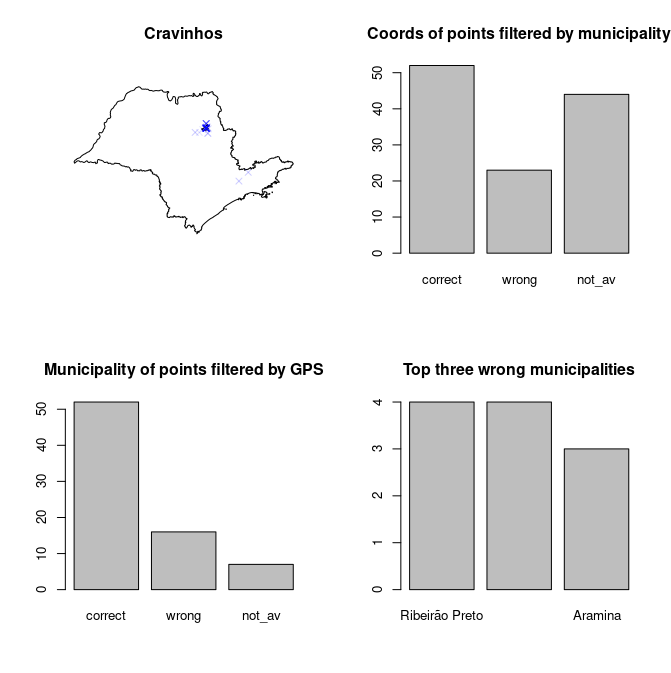 Cravinhos
Coords of points filtered by municipality
50
40
30
20
10
0
correct wrong not_av
Municipality of points filtered by GPS
50
40
30
20
10
0
correct wrong not_av
Top three wrong municipalities
4
3
2
1
0
Ribeirão Preto Aramina